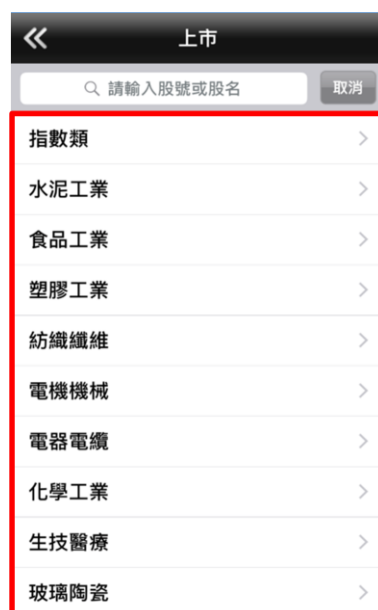 上市
請輸入股號或股名
取消
指數類
水泥工業
食品工業
塑膠工業
紡織纖維
電機機械
電器電纜
化學工業
生技醫療
玻璃陶瓷